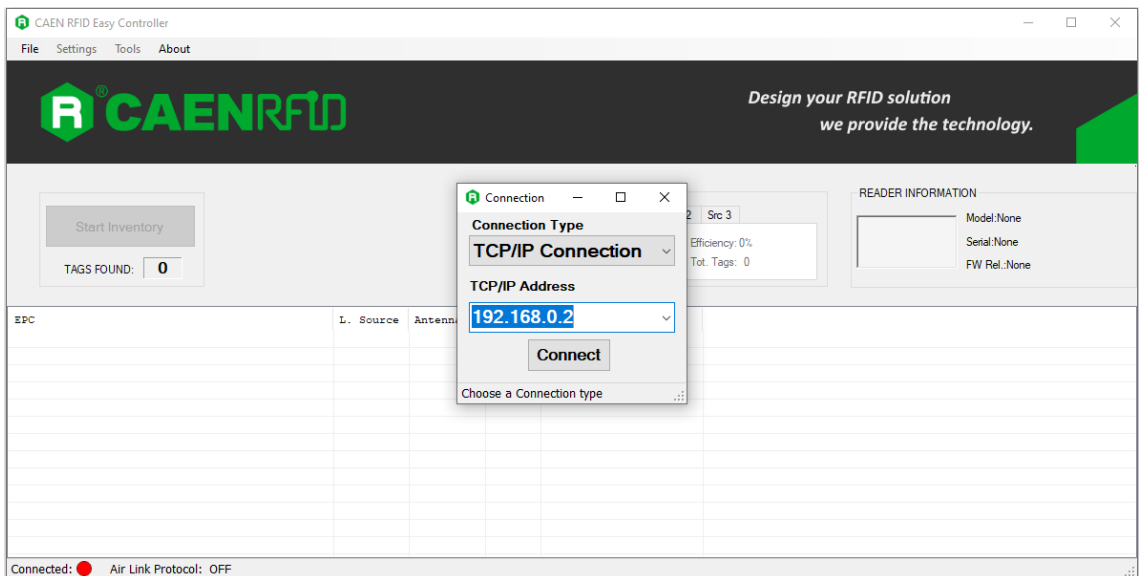 CAEN RFID Easy Controller
File Settings Tools About
R ® CAENRFID
Design your RFID solution
we provide the technology.
Start Inventory
TAGS FOUND: 0
Connection
Connection Type
TCP/IP Connection
TCP/IP Address
192.168.0.2
Connect
Choose a Connection type
2 Src 3
Efficiency: 0%
Tot. Tags: 0
READER INFORMATION
Model:None
Serial:None
FW Rel.:None
EPC L. Source Antenna
Connected: Air Link Protocol: OFF